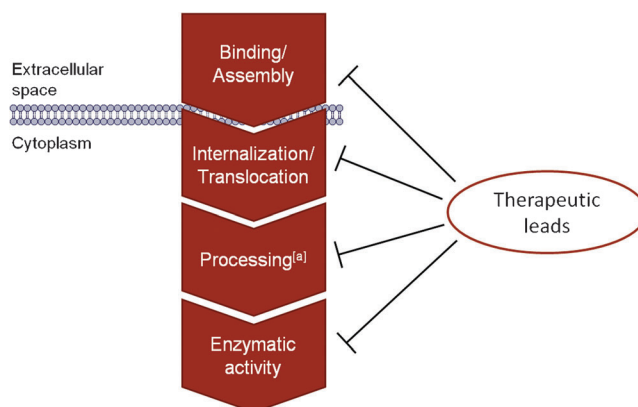 Binding/
Assembly
Extracellular
space
Cytoplasm
Internalization/
Translocation
Therapeutic
leads
Processing[a]
Enzymatic
activity